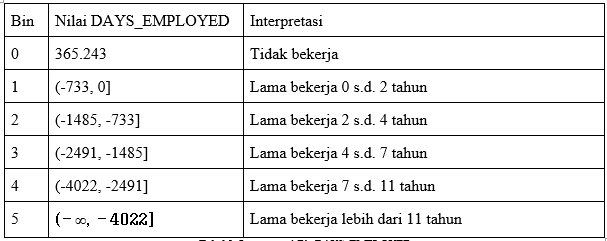 Bin Nilai DAYS_EMPLOYED Interpretasi
0 365.243 Tidak bekerja
1 (-733, 0] Lama bekerja 0 s.d. 2 tahun
2 (-1485, -733] Lama bekerja 2 s.d. 4 tahun
3 (-2491, -1485] Lama bekerja 4 s.d. 7 tahun
4 (-4022, -2491] Lama bekerja 7 s.d. 11 tahun
5 (−∞, −4022] Lama bekerja lebih dari 11 tahun